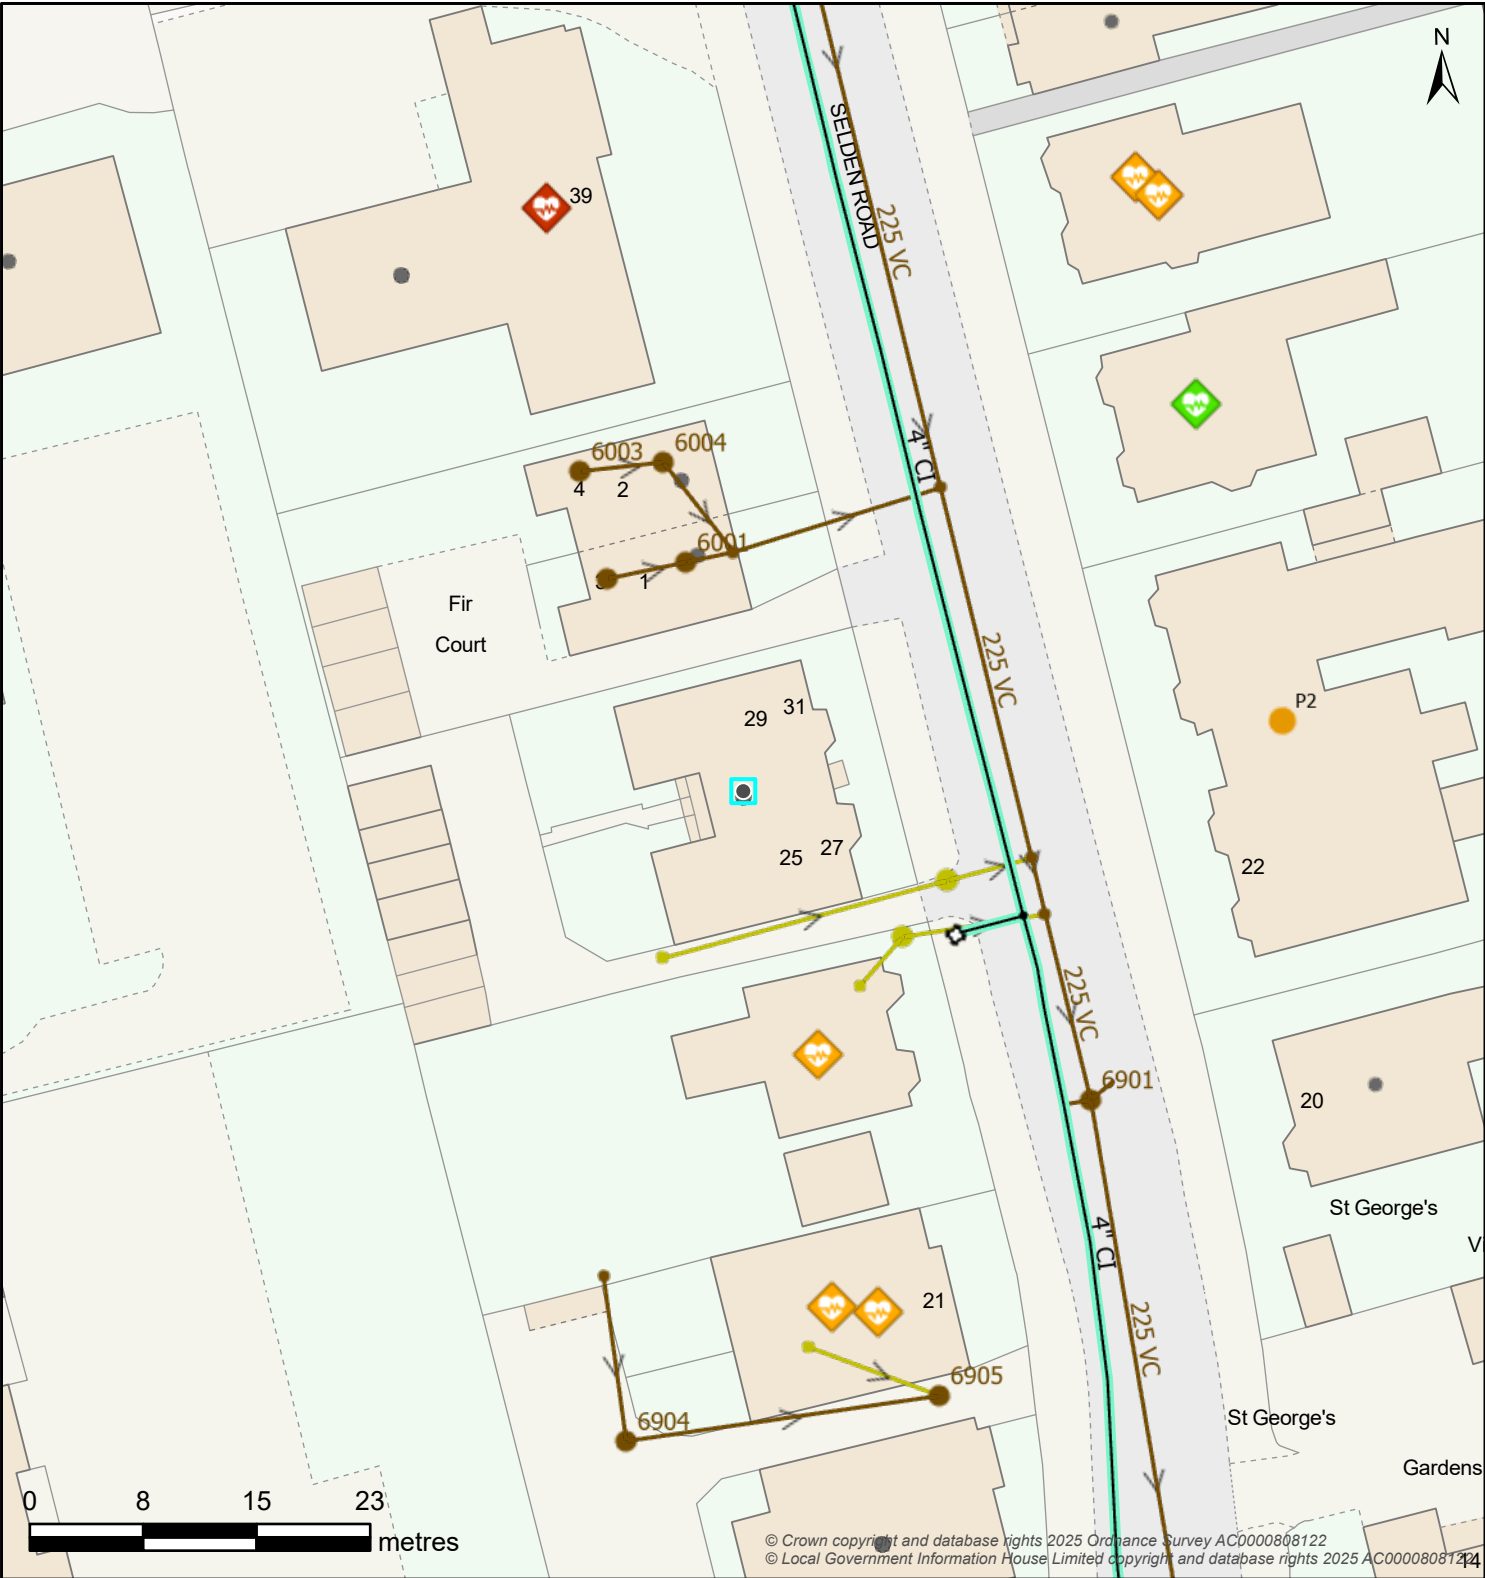 N
SELDEN ROAD
39
225 VC
4" CI
6003
6004
4
2
6001
1
Fir
Court
225 VC
P2
31
29
27
25
22
225 VC
6901
20
St George's
4" CI
21
225 VC
6905
6904
St George's
Gardens
0 8 15 23
metres
© Crown copyright and database rights 2025 Ordnance Survey AC0000808122
© Local Government Information House Limited copyright and database rights 2025 AC0000808122
14